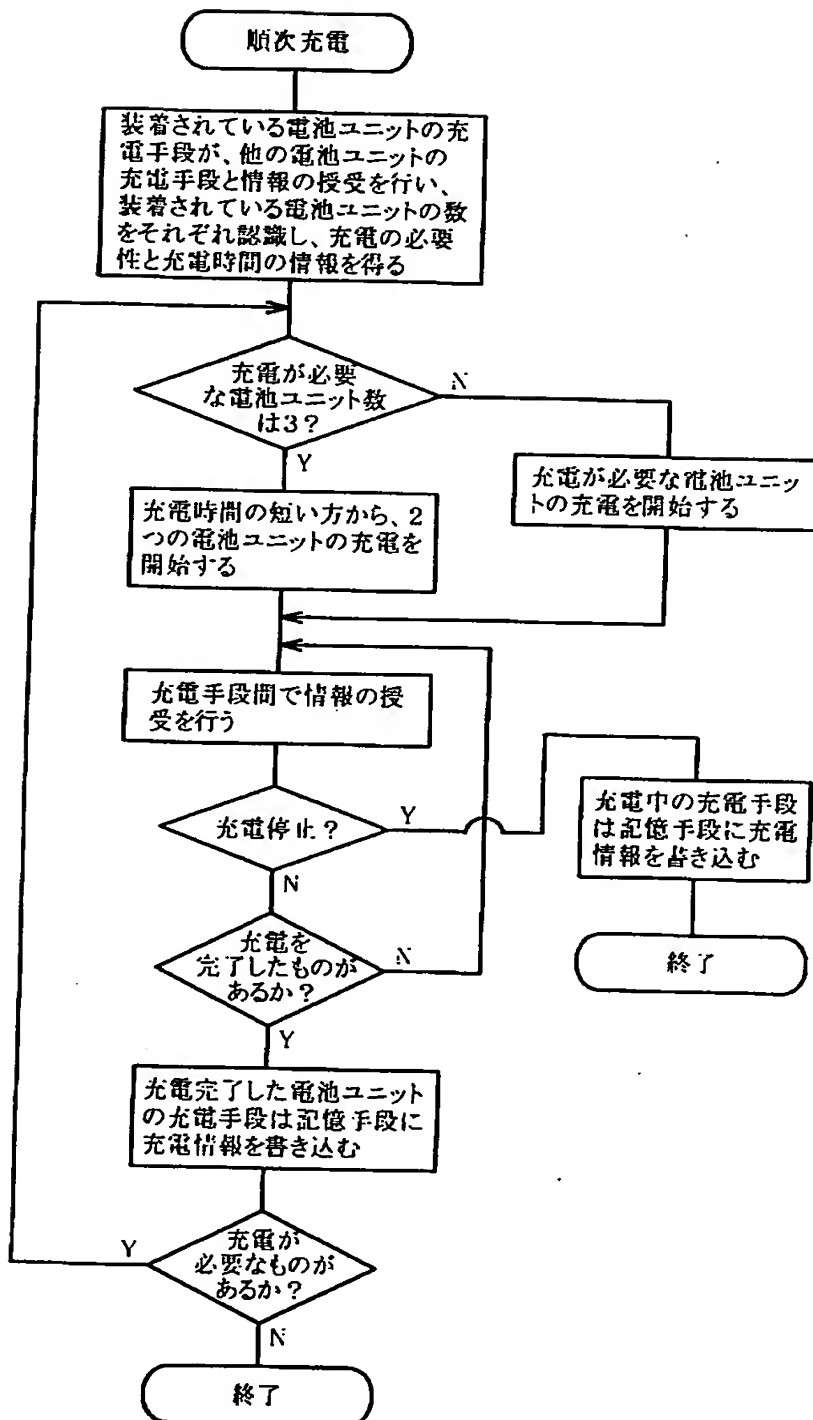 順次充電
装着されている電池ユニットの充
電手段が、他の電池ユニットの
充電手段と情報の授受を行い、
装着されている電池ユニットの数
をそれぞれ認識し、充電の必要
性と充電時間の情報を得る
充電が必要
な電池ユニット数
は3？
N
Y
充電が必要な電池ユニッ
トの充電を開始する
充電時間の短い方から、2
つの電池ユニットの充電を
開始する
充電手段間で情報の授
受を行う
充電停止？
Y
N
充電中の充電手段
は記憶手段に充電
情報を書き込む
終了
充電を
完了したものが
あるか？
N
Y
充電完了した電池ユニット
の充電手段は記憶手段に
充電情報を書き込む
充電が
必要なものが
あるか？
Y
N
終了